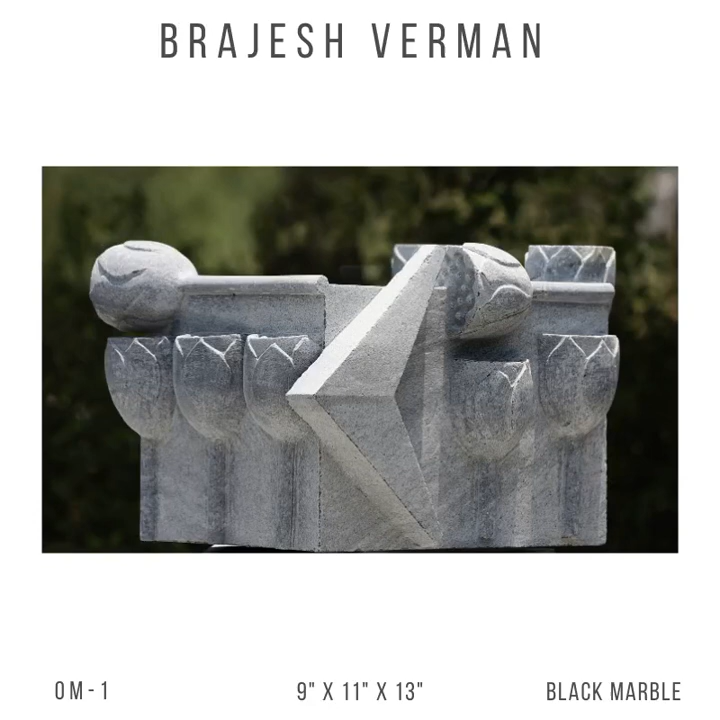 BRAJESH VERMAN
OM-1
9" X 11" X 13"
BLACK MARBLE